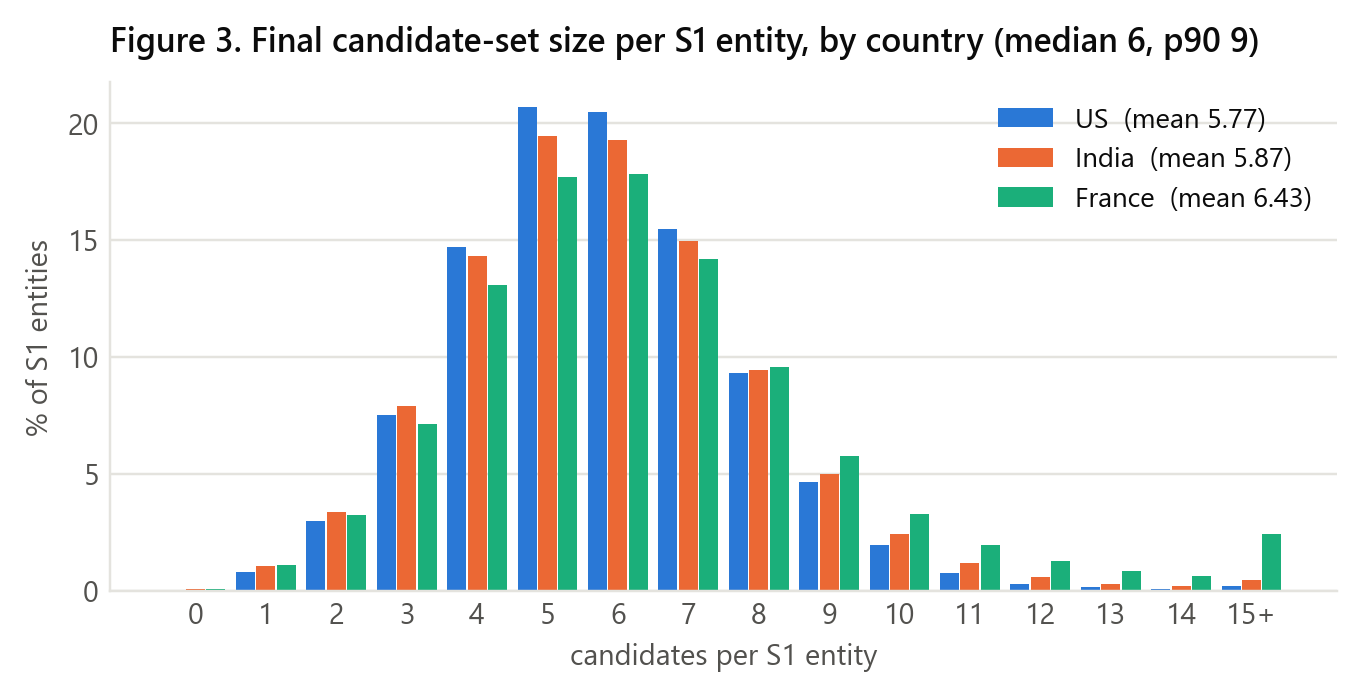 Figure 3. Final candidate-set size per S1 entity, by country (median 6, p90 9)
US (mean 5.77)
India (mean 5.87)
France (mean 6.43)
% of S1 entities
20
15
10
5
0
0 1 2 3 4 5 6 7 8 9 10 11 12 13 14 15+
candidates per S1 entity